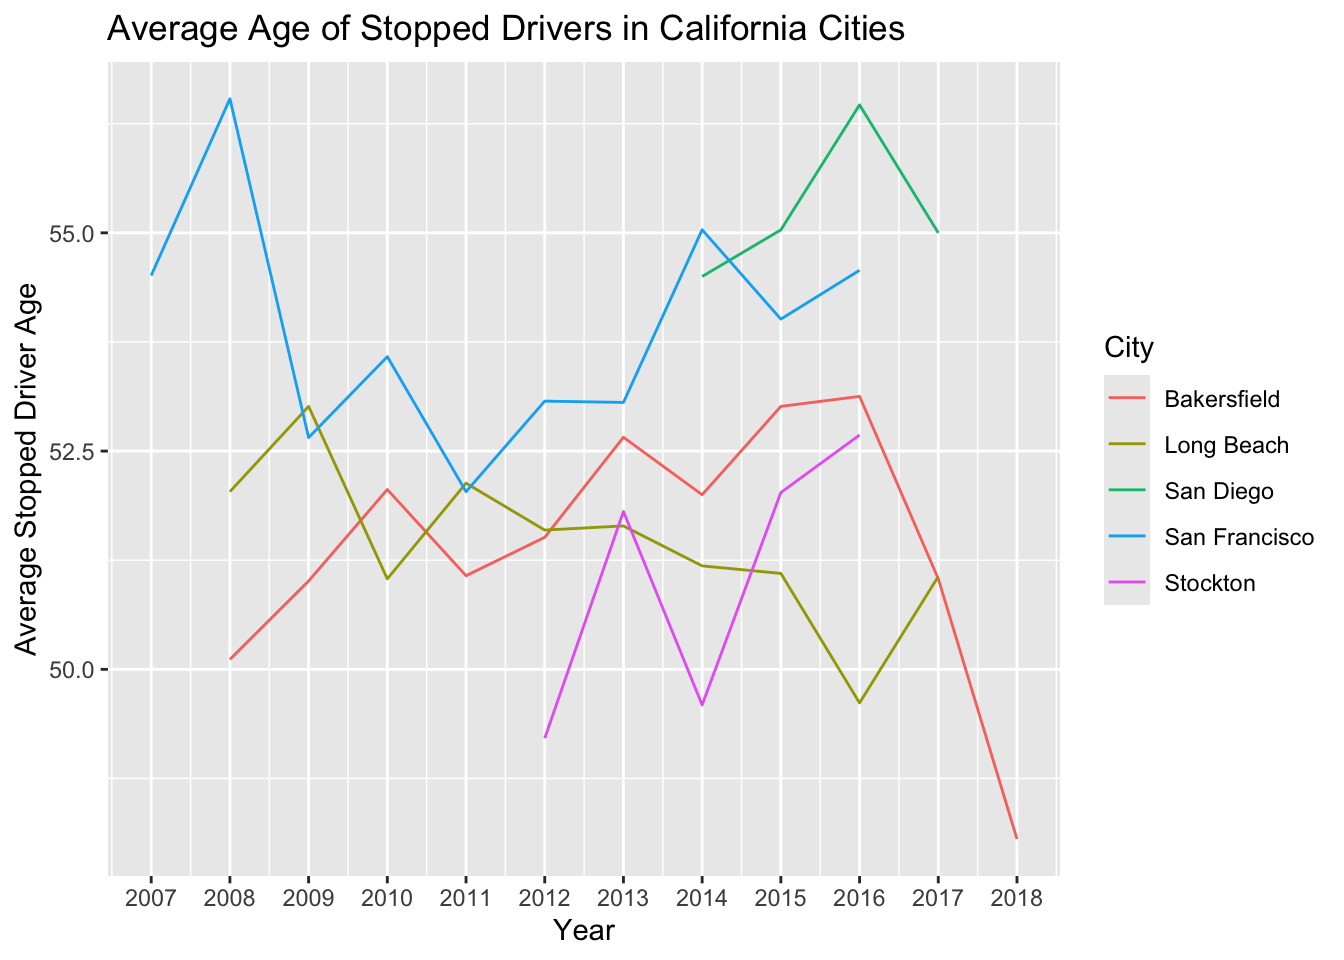 Average Age of Stopped Drivers in California Cities
Average Stopped Driver Age
55.0
52.5
50.0
2007 2008 2009 2010 2011 2012 2013 2014 2015 2016 2017 2018
Year
City
Bakersfield
Long Beach
San Diego
San Francisco
Stockton